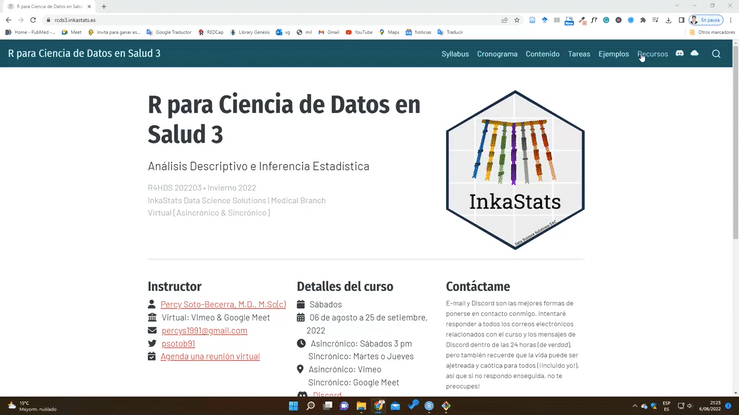 R para Ciencia de Datos en Salu
rcds3.inkastats.es
En pausa
Home - PubMed -...
Meet
Invita para ganar es...
Google Traductor
REDCap
Library Genesis
vg
mil
Gmail
YouTube
Maps
Noticias
Traducir
Otros marcadores
R para Ciencia de Datos en Salud 3
Syllabus Cronograma Contenido Tareas Ejemplos Recursos
R para Ciencia de Datos en
Salud 3
Análisis Descriptivo e Inferencia Estadística
R4HDS 202203 • Invierno 2022
InkaStats Data Science Solutions | Medical Branch
Virtual [Asincrónico & Sincrónico]
InkaStats
Instructor
Percy Soto-Becerra, M.D., M.Sc(c)
Virtual: Vimeo & Google Meet
percys1991@gmail.com
psotob91
Agenda una reunión virtual
Detalles del curso
Sábados
06 de agosto a 25 de setiembre,
2022
Asincrónico: Sábados 3 pm
Sincrónico: Martes o Jueves
Asincrónico: Vimeo
Sincrónico: Google Meet
Discord
Contáctame
E-mail y Discord son las mejores formas de
ponerse en contacto conmigo. Intentaré
responder a todos los correos electrónicos
relacionados con el curso y los mensajes de
Discord dentro de las 24 horas (de verdad),
pero también recuerde que la vida puede ser
ajetreada y caótica para todos (¡incluido yo!),
así que si no respondo enseguida, no te
preocupes!
15°C
Mayorm. nublado
ESP
ES
21:25
6/08/2022